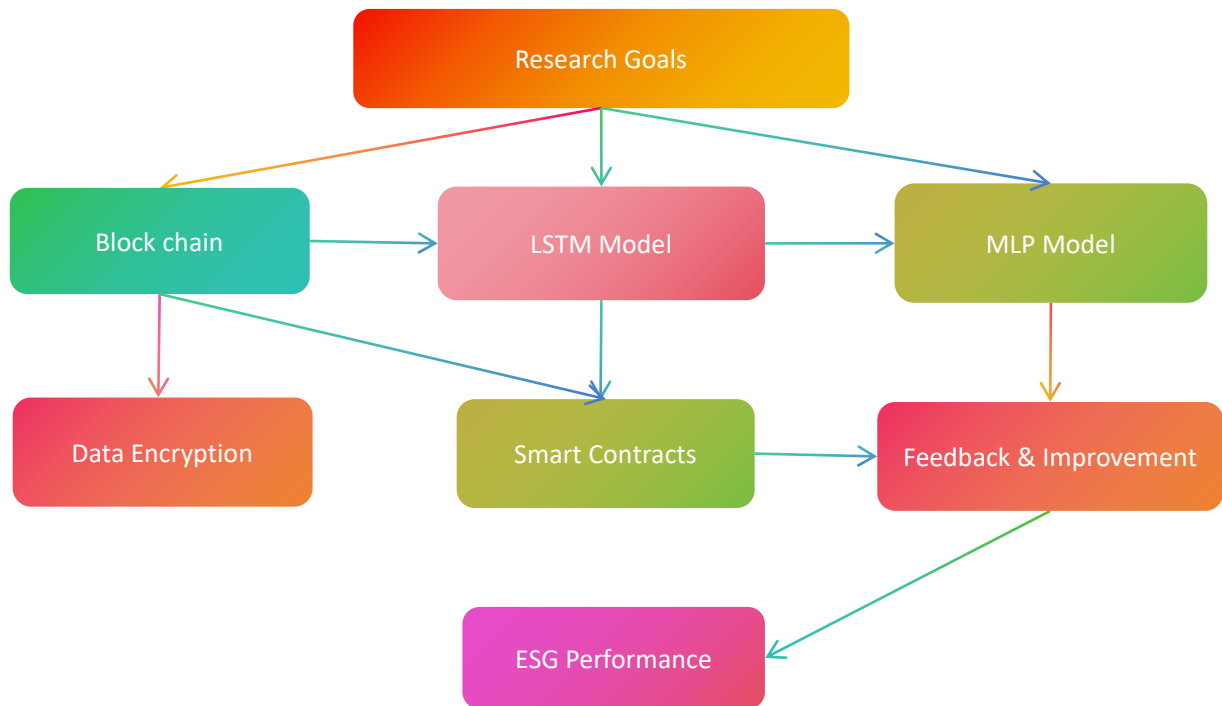 Research Goals
Block chain
LSTM Model
MLP Model
Data Encryption
Smart Contracts
Feedback & Improvement
ESG Performance